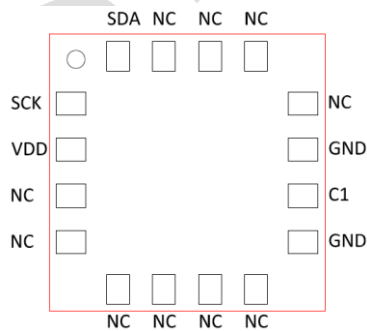 SDA NC NC NC
SCK NC
VDD GND
NC C1
NC GND
NC NC NC NC